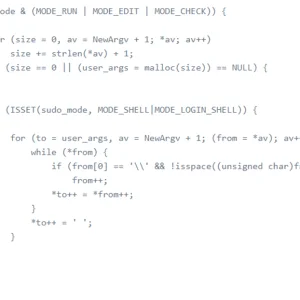 ode & (MODE_RUN | MODE_EDIT | MODE_CHECK)) {
r (size = 0, av = NewArgv + 1; *av; av++)
size += strlen(*av) + 1;
(size == 0 || (user_args = malloc(size)) == NULL) {
(ISSET(sudo_mode, MODE_SHELL|MODE_LOGIN_SHELL)) {
for (to = user_args, av = NewArgv + 1; (from = *av); av+
while (*from) {
if (from[0] == '\\' && !isspace((unsigned char)f
from++;
*to++ = *from++;
}
*to++ = ' ';
}